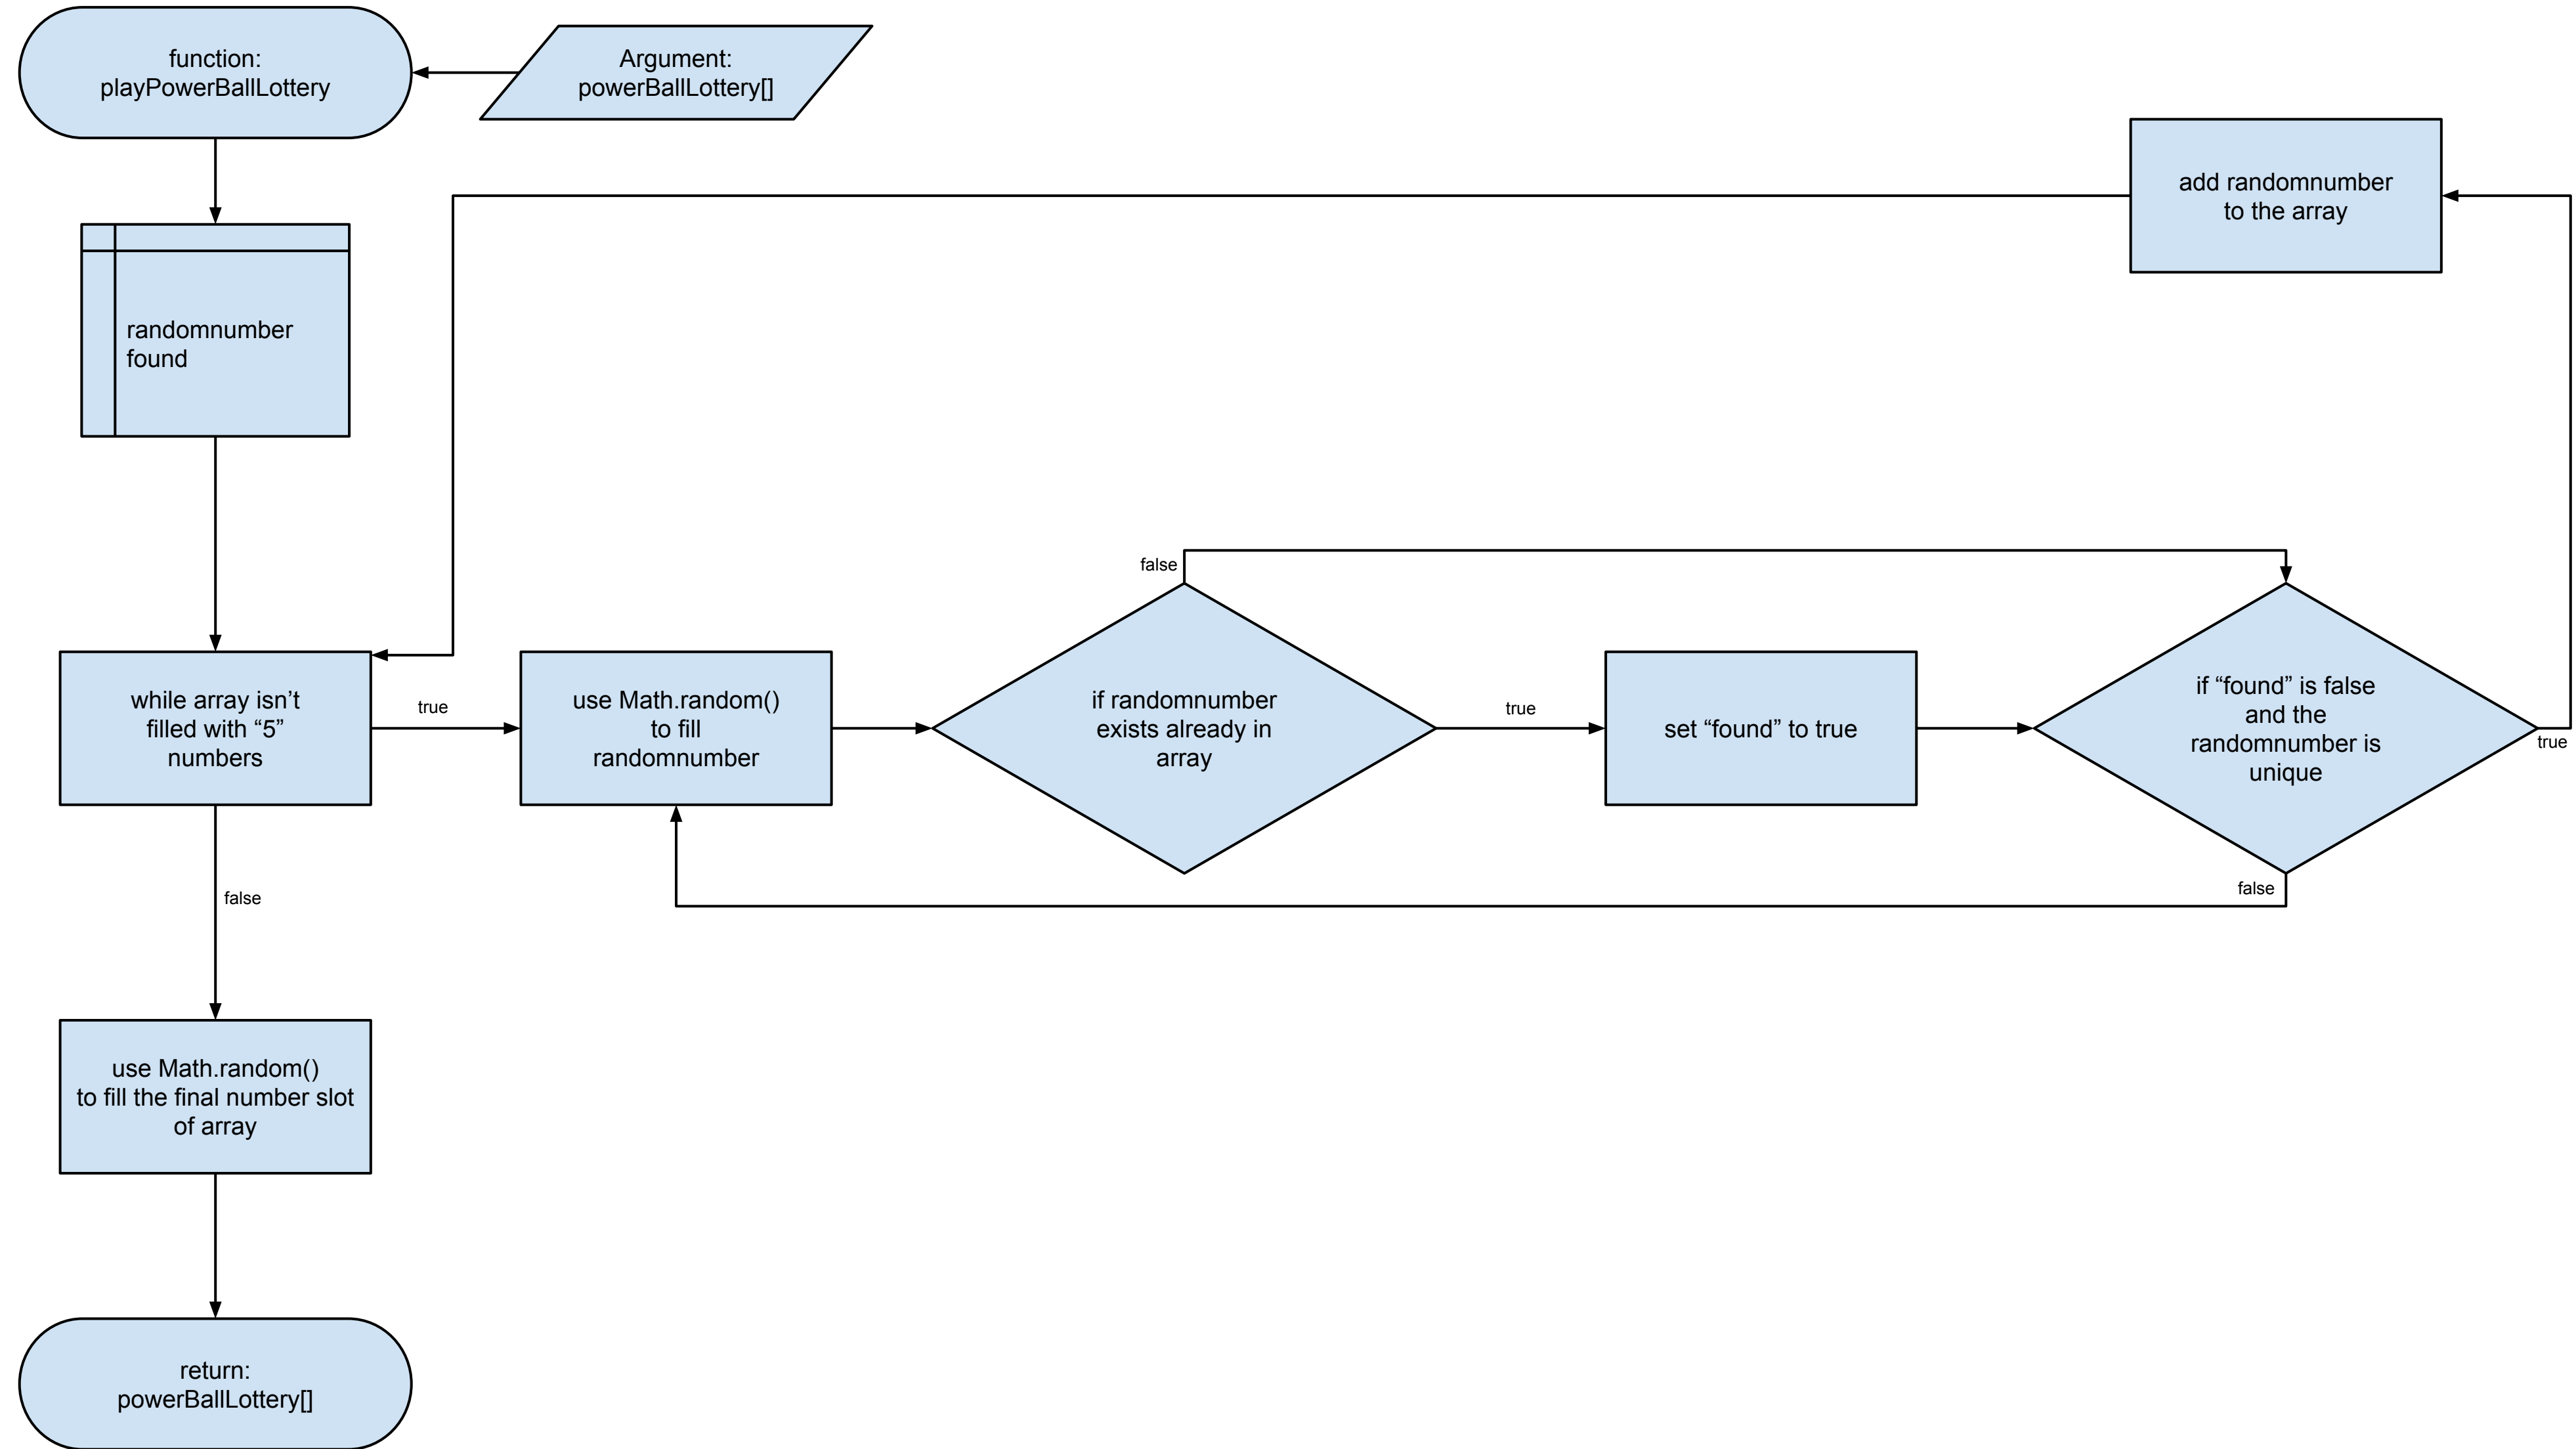 function:
playPowerBallLottery
Argument:
powerBallLottery[]
add randomnumber
to the array
randomnumber
found
false
while array isn’t
filled with “5”
numbers
true
use Math.random()
to fill
randomnumber
if randomnumber
exists already in
array
true
set “found” to true
if “found” is false
and the
randomnumber is
unique
true
false
false
use Math.random()
to fill the final number slot
of array
return:
powerBallLottery[]